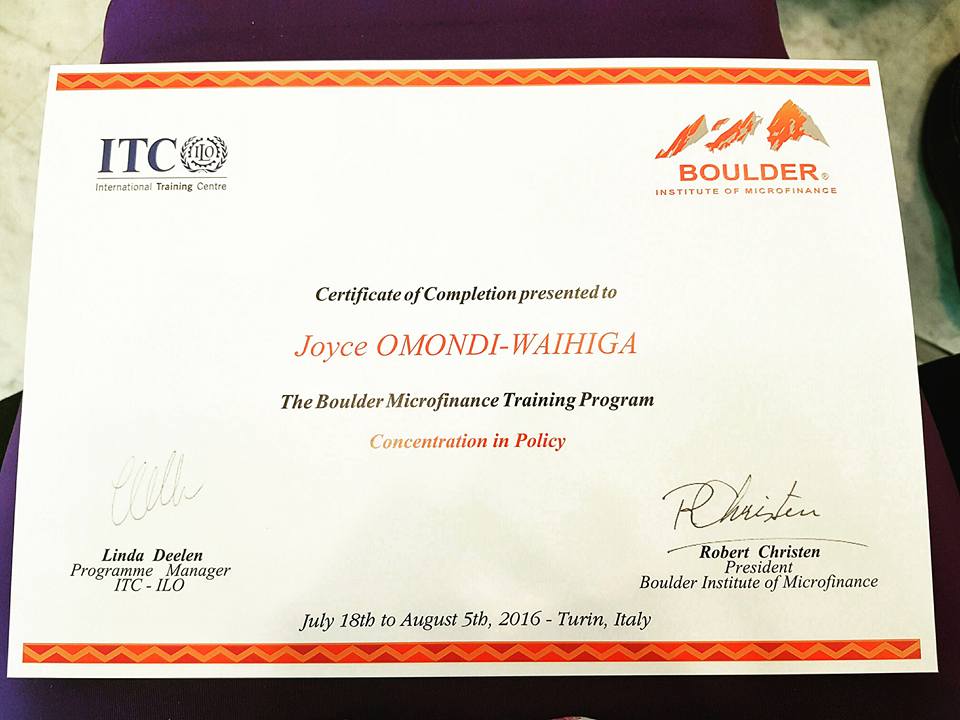 ITC ILO
International Training Centre
BOULDER®
INSTITUTE OF MICROFINANCE
Certificate of Completion presented to
Joyce OMONDI-WAIHIGA
The Boulder Microfinance Training Program
Concentration in Policy
RChristen
Linda Deelen
Programme Manager
ITC - ILO
Robert Christen
President
Boulder Institute of Microfinance
July 18th to August 5th, 2016 - Turin, Italy